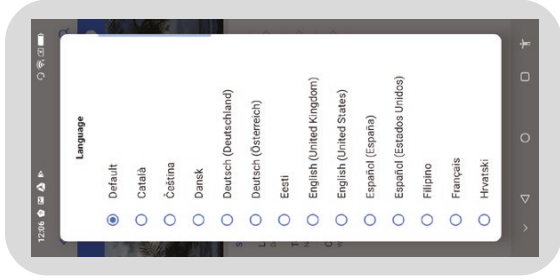 12:06
Language
Default
Català
Čeština
Dansk
Deutsch (Deutschland)
Deutsch (Österreich)
Eesti
English (United Kingdom)
English (United States)
Español (España)
Español (Estados Unidos)
Filipino
Français
Hrvatski